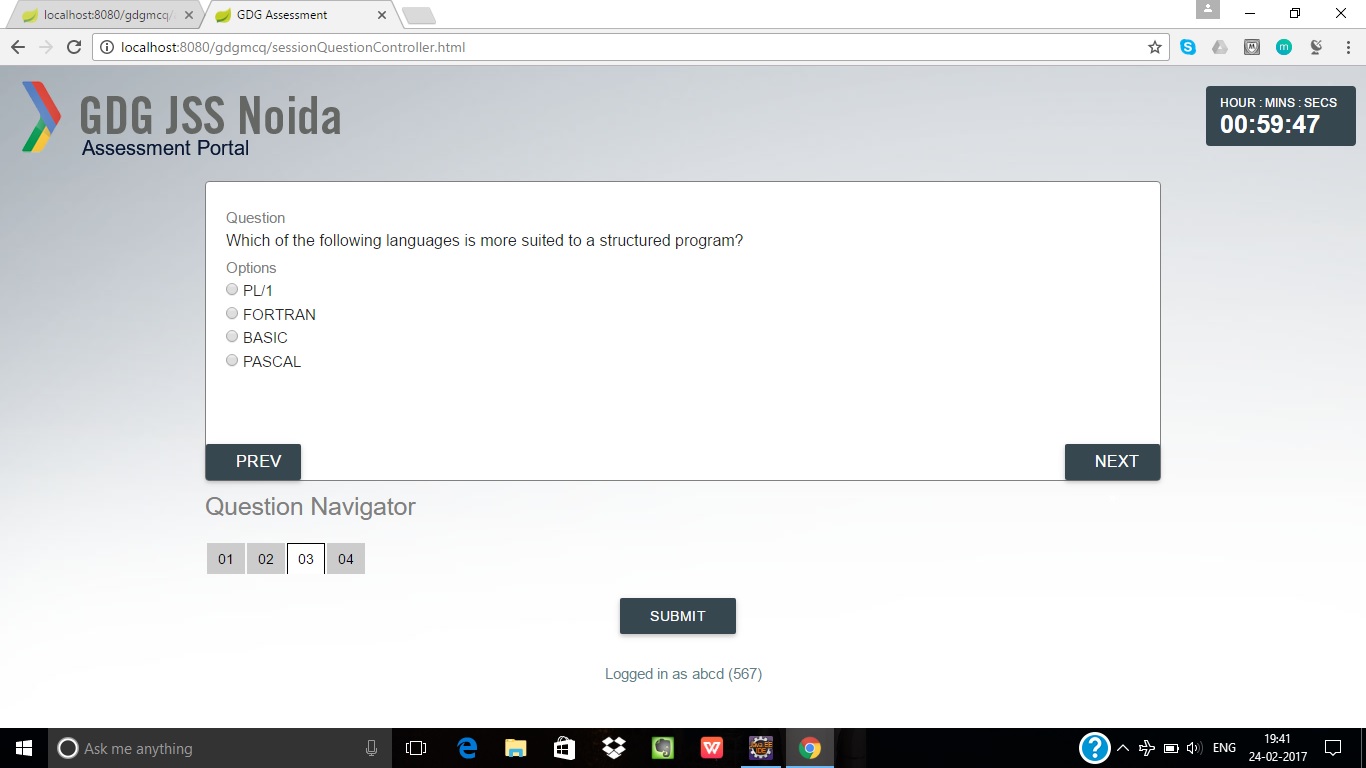 localhost:8080/gdgmcq/
GDG Assessment
localhost:8080/gdgmcq/sessionQuestionController.html
GDG JSS Noida
Assessment Portal
HOUR : MINS : SECS
00:59:47
Question
Which of the following languages is more suited to a structured program?
Options
PL/1
FORTRAN
BASIC
PASCAL
PREV
NEXT
Question Navigator
01 02 03 04
SUBMIT
Logged in as abcd (567)
Ask me anything
ENG
19:41
24-02-2017